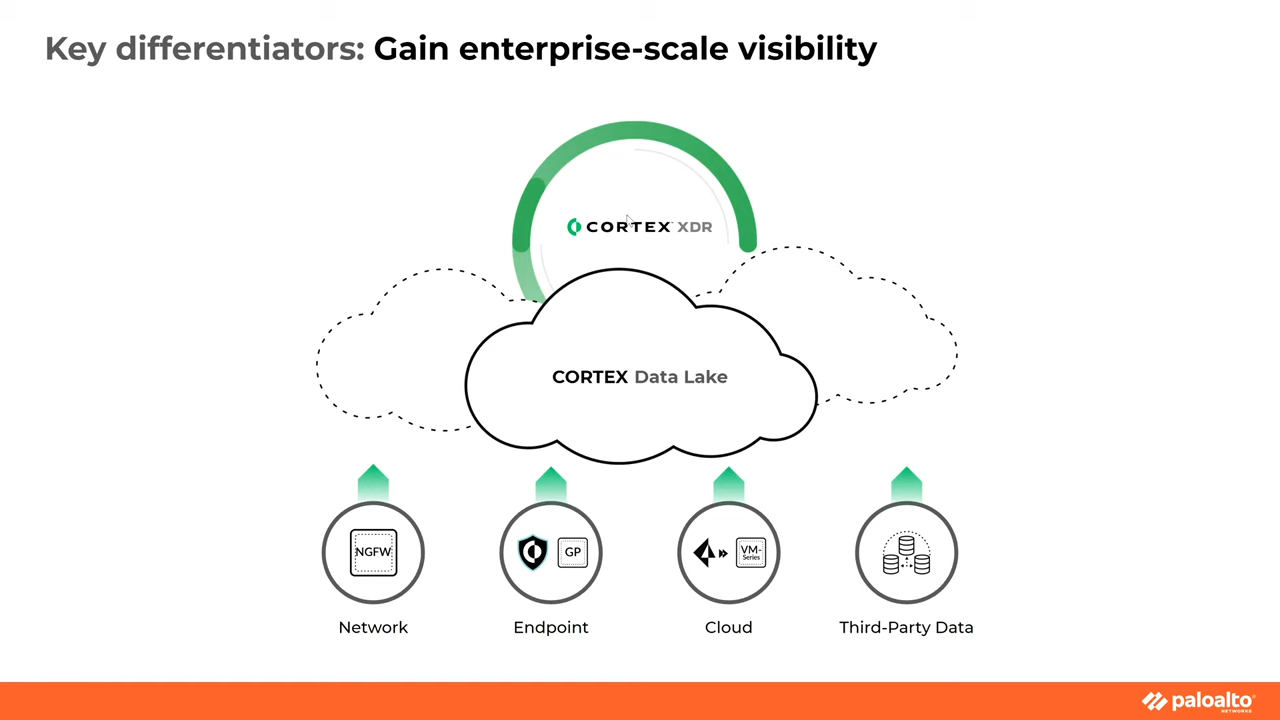 Key differentiators: Gain enterprise-scale visibility
CORTEX XDR
CORTEX Data Lake
NGFW
GP
VM-
Series
Network
Endpoint
Cloud
Third-Party Data
paloalto
NETWORKS